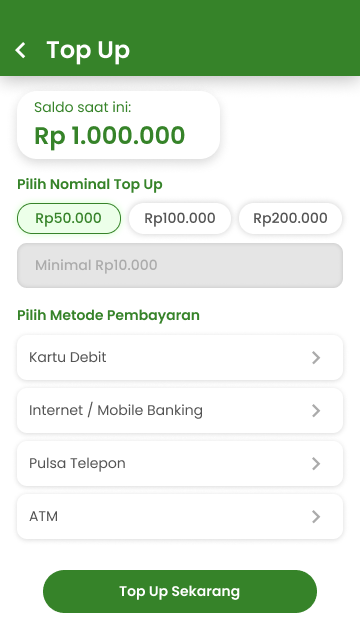 Top Up
Saldo saat ini:
Rp 1.000.000
Pilih Nominal Top Up
Rp50.000 Rp100.000 Rp200.000
Minimal Rp10.000
Pilih Metode Pembayaran
Kartu Debit
Internet / Mobile Banking
Pulsa Telepon
ATM
Top Up Sekarang